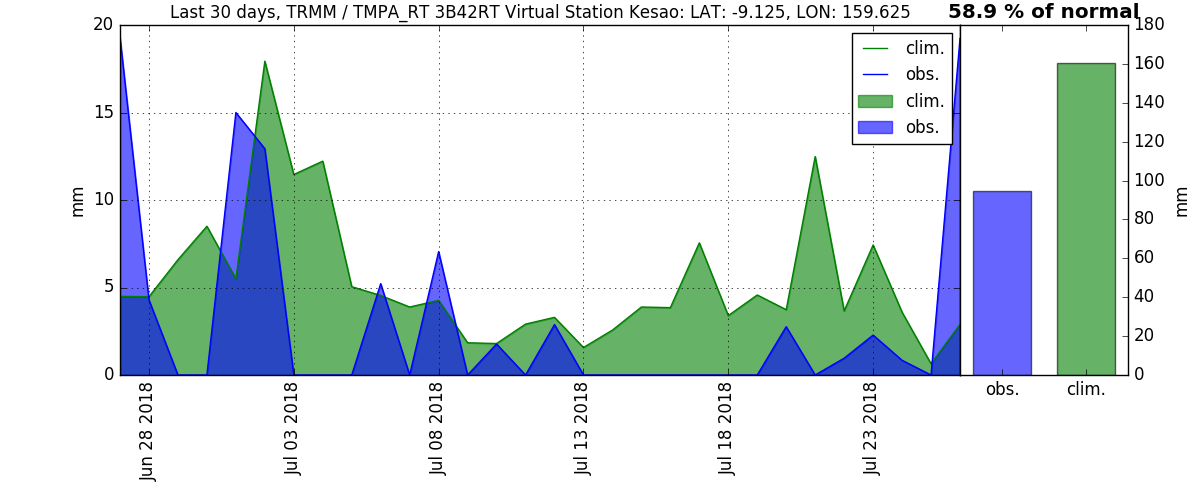 Last 30 days, TRMM / TMPA_RT 3B42RT Virtual Station Kesao: LAT: -9.125, LON: 159.625
58.9 % of normal
mm
20
15
10
5
0
clim.
obs.
clim.
obs.
Jun 28 2018
Jul 03 2018
Jul 08 2018
Jul 13 2018
Jul 18 2018
Jul 23 2018
180
160
140
120
100
80
60
40
20
0
mm
obs.
clim.